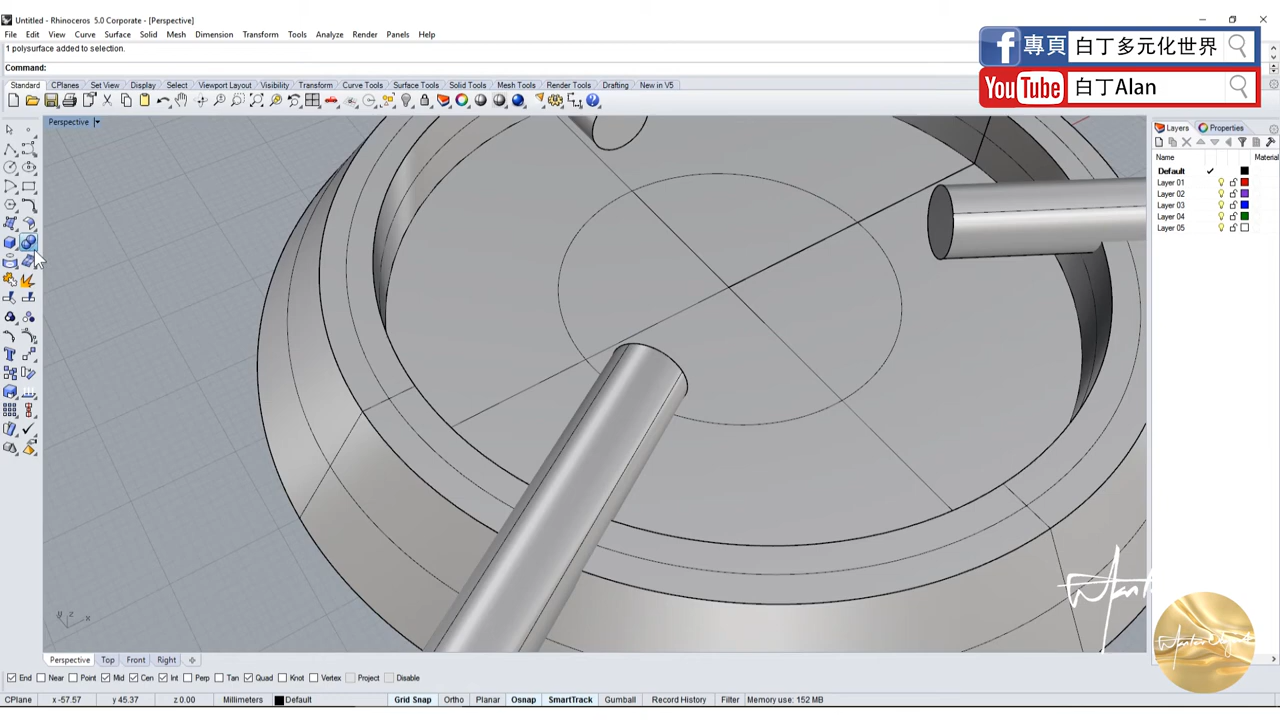 Untitled - Rhinoceros 5.0 Corporate - [Perspective]
File Edit View Curve Surface Solid Mesh Dimension Transform Tools Analyze Render Panels Help
1 polysurface added to selection.
Command:
專頁 白丁多元化世界
YouTube 白丁Alan
Standard CPlanes Set View Display Select Viewport Layout Visibility Transform Curve Tools Surface Tools Solid Tools Mesh Tools Render Tools Drafting New in V5
Perspective
Layers Properties
Name Material
Default
Layer 01
Layer 02
Layer 03
Layer 04
Layer 05
y z x
Perspective Top Front Right
End Near Point Mid Cen Int Perp Tan Quad Knot Vertex Project Disable
CPlane x -57.57 y 45.37 z 0.00 Millimeters Default Grid Snap Ortho Planar Osnap SmartTrack Gumball Record History Filter Memory use: 152 MB